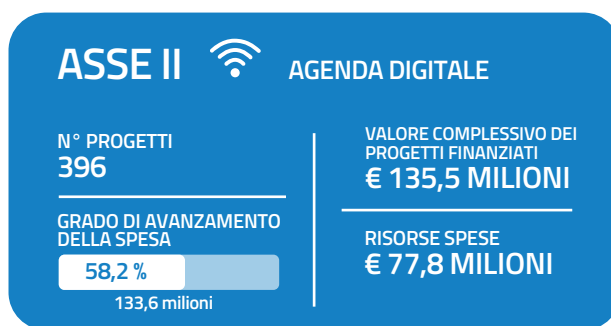 ASSE II
AGENDA DIGITALE
N° PROGETTI
396
GRADO DI AVANZAMENTO
DELLA SPESA
58,2 %
133,6 milioni
VALORE COMPLESSIVO DEI
PROGETTI FINANZIATI
€ 135,5 MILIONI
RISORSE SPESE
€ 77,8 MILIONI